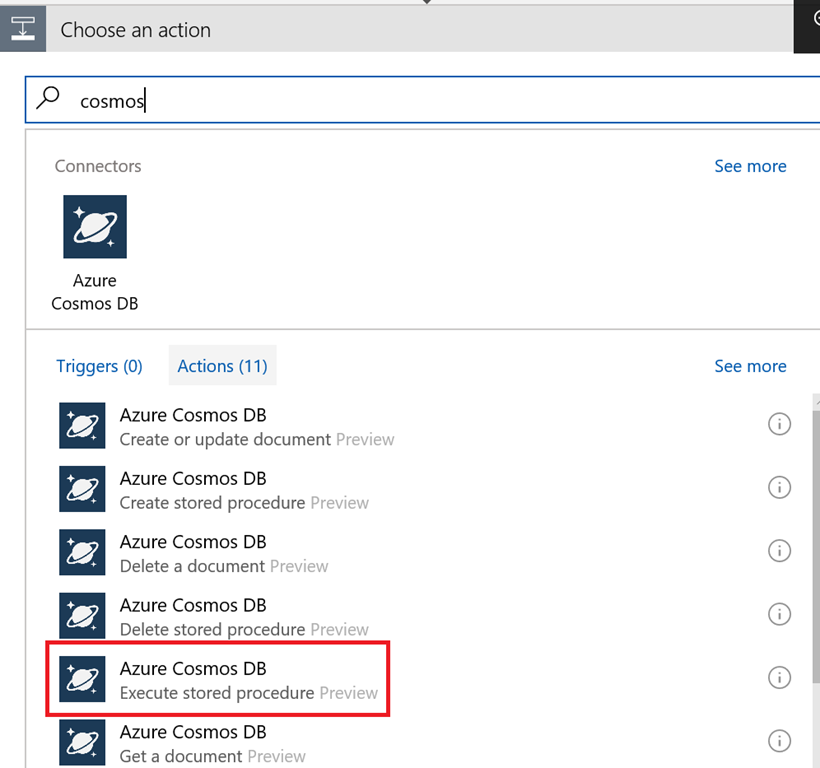 Choose an action
cosmos
Connectors
See more
Azure
Cosmos DB
Triggers (0)
Actions (11)
See more
Azure Cosmos DB
Create or update document Preview
Azure Cosmos DB
Create stored procedure Preview
Azure Cosmos DB
Delete a document Preview
Azure Cosmos DB
Delete stored procedure Preview
Azure Cosmos DB
Execute stored procedure Preview
Azure Cosmos DB
Get a document Preview